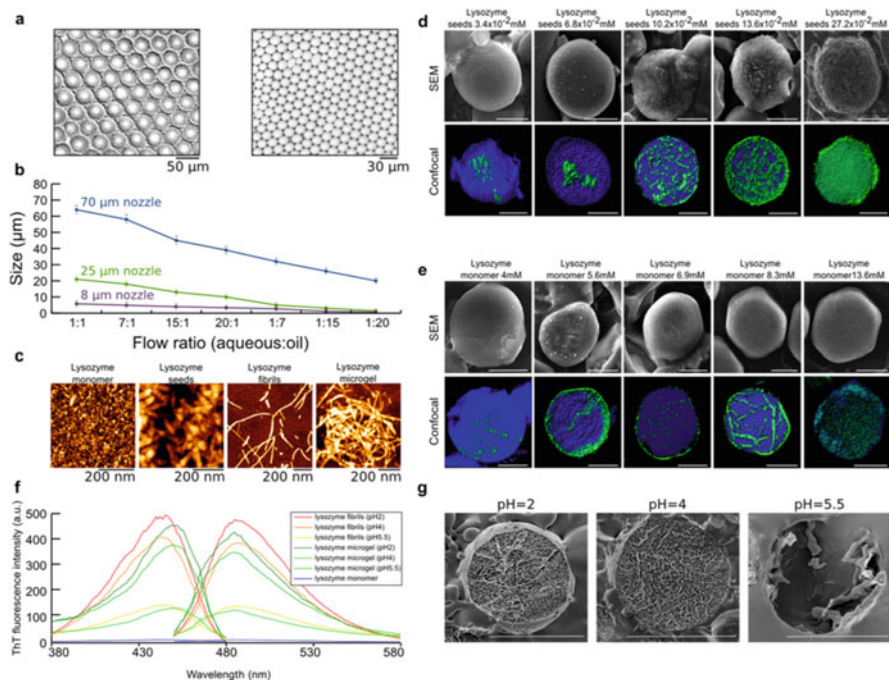 a
50 µm
30 µm
b
Size (µm)
80
70
60
50
40
30
20
10
0
70 µm nozzle
25 µm nozzle
8 µm nozzle
1:1
7:1
15:1
20:1
1:7
1:15
1:20
Flow ratio (aqueous:oil)
c
Lysozyme
monomer
Lysozyme
seeds
Lysozyme
fibrils
Lysozyme
microgel
200 nm
200 nm
200 nm
200 nm
d
Lysozyme
seeds 3.4x10⁻²mM
Lysozyme
seeds 6.8x10⁻²mM
Lysozyme
seeds 10.2x10⁻²mM
Lysozyme
seeds 13.6x10⁻²mM
Lysozyme
seeds 27.2x10⁻²mM
SEM
Confocal
e
Lysozyme
monomer 4mM
Lysozyme
monomer 5.6mM
Lysozyme
monomer 6.9mM
Lysozyme
monomer 8.3mM
Lysozyme
monomer13.6mM
SEM
Confocal
f
ThT fluorescence intensity (a.u.)
500
400
300
200
100
0
380
430
480
530
580
Wavelength (nm)
lysozyme fibrils (pH2)
lysozyme fibrils (pH4)
lysozyme fibrils (pH5.5)
lysozyme microgel (pH2)
lysozyme microgel (pH4)
lysozyme microgel (pH5.5)
lysozyme monomer
g
pH=2
pH=4
pH=5.5